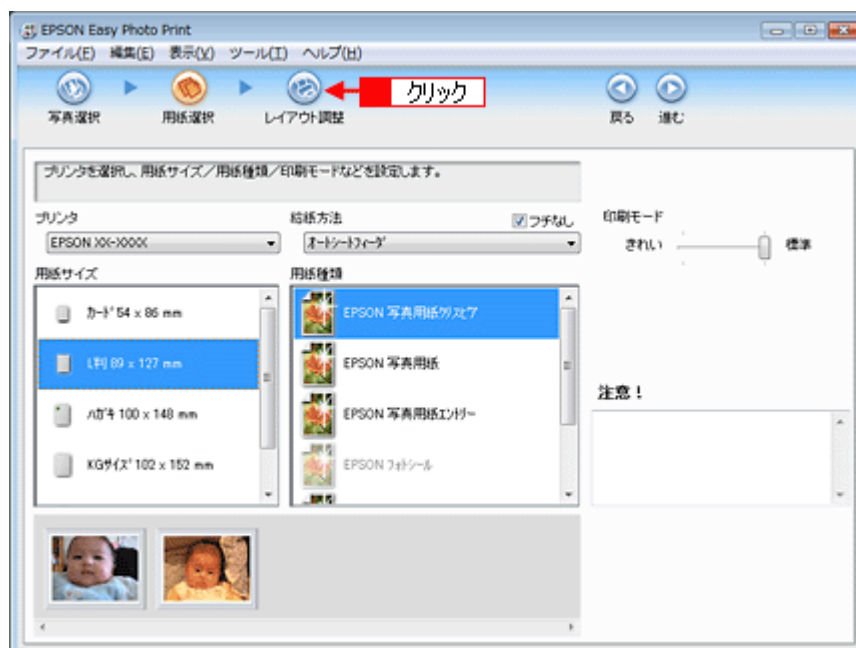 EPSON Easy Photo Print
ファイル(F) 編集(E) 表示(V) ツール(T) ヘルプ(H)
クリック
写真選択 用紙選択 レイアウト調整 戻る 進む
プリンタを選択し、用紙サイズ/用紙種類/印刷モードなどを設定します。
プリンタ 給紙方法 フチなし 印刷モード
EPSON XX-XXXX オートシートフィーダ きれい 標準
用紙サイズ 用紙種類
カード 54 x 86 mm EPSON 写真用紙クリスピア
L判 89 x 127 mm EPSON 写真用紙
注意!
ハガキ 100 x 148 mm EPSON 写真用紙エントリー
KGサイズ 102 x 152 mm EPSON フォトシール